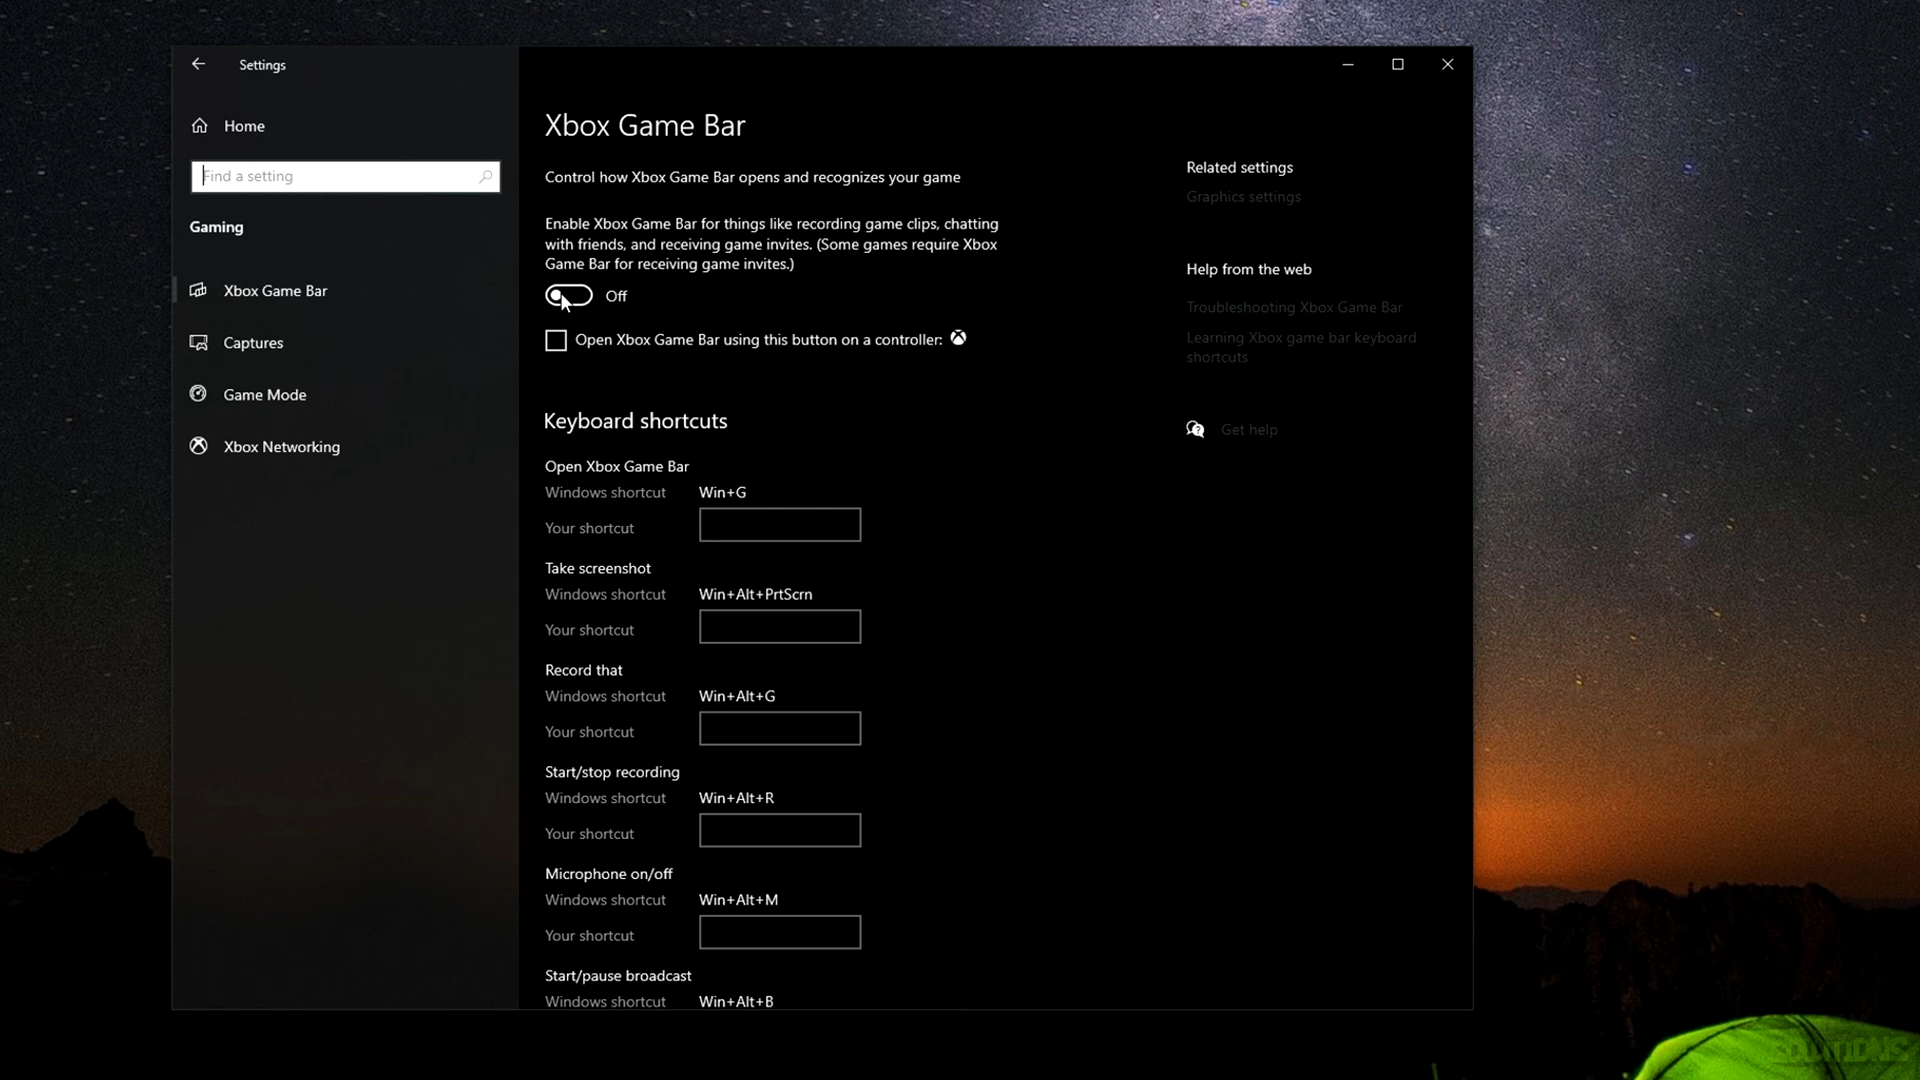 Settings
Home
Find a setting
Gaming
Xbox Game Bar
Captures
Game Mode
Xbox Networking
Xbox Game Bar
Control how Xbox Game Bar opens and recognizes your game
Enable Xbox Game Bar for things like recording game clips, chatting
with friends, and receiving game invites. (Some games require Xbox
Game Bar for receiving game invites.)
Off
Open Xbox Game Bar using this button on a controller:
Keyboard shortcuts
Open Xbox Game Bar
Windows shortcut Win+G
Your shortcut
Take screenshot
Windows shortcut Win+Alt+PrtScrn
Your shortcut
Record that
Windows shortcut Win+Alt+G
Your shortcut
Start/stop recording
Windows shortcut Win+Alt+R
Your shortcut
Microphone on/off
Windows shortcut Win+Alt+M
Your shortcut
Start/pause broadcast
Windows shortcut Win+Alt+B
Related settings
Graphics settings
Help from the web
Troubleshooting Xbox Game Bar
Learning Xbox game bar keyboard
shortcuts
Get help
SOLUTIONS